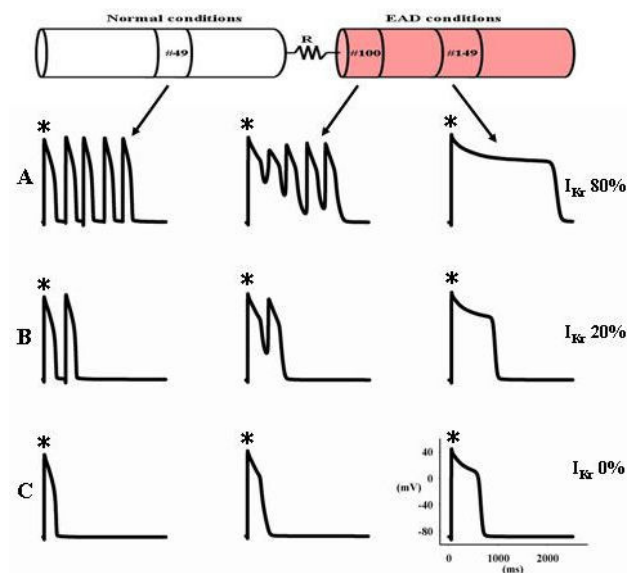 Normal conditions EAD conditions
R
#49 #100 #149
* * *
A I_Kr 80%
* * *
B I_Kr 20%
* * *
C I_Kr 0%
40
0
(mV)
-40
-80
0 1000 2000
(ms)